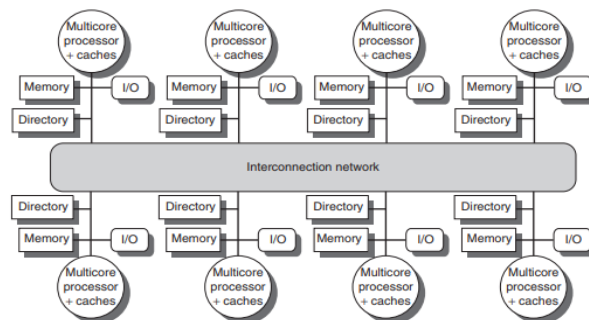 Multicore
processor
+ caches
Multicore
processor
+ caches
Multicore
processor
+ caches
Multicore
processor
+ caches
Memory
I/O
Memory
I/O
Memory
I/O
Memory
I/O
Directory
Directory
Directory
Directory
Interconnection network
Directory
Directory
Directory
Directory
Memory
I/O
Memory
I/O
Memory
I/O
Memory
I/O
Multicore
processor
+ caches
Multicore
processor
+ caches
Multicore
processor
+ caches
Multicore
processor
+ caches